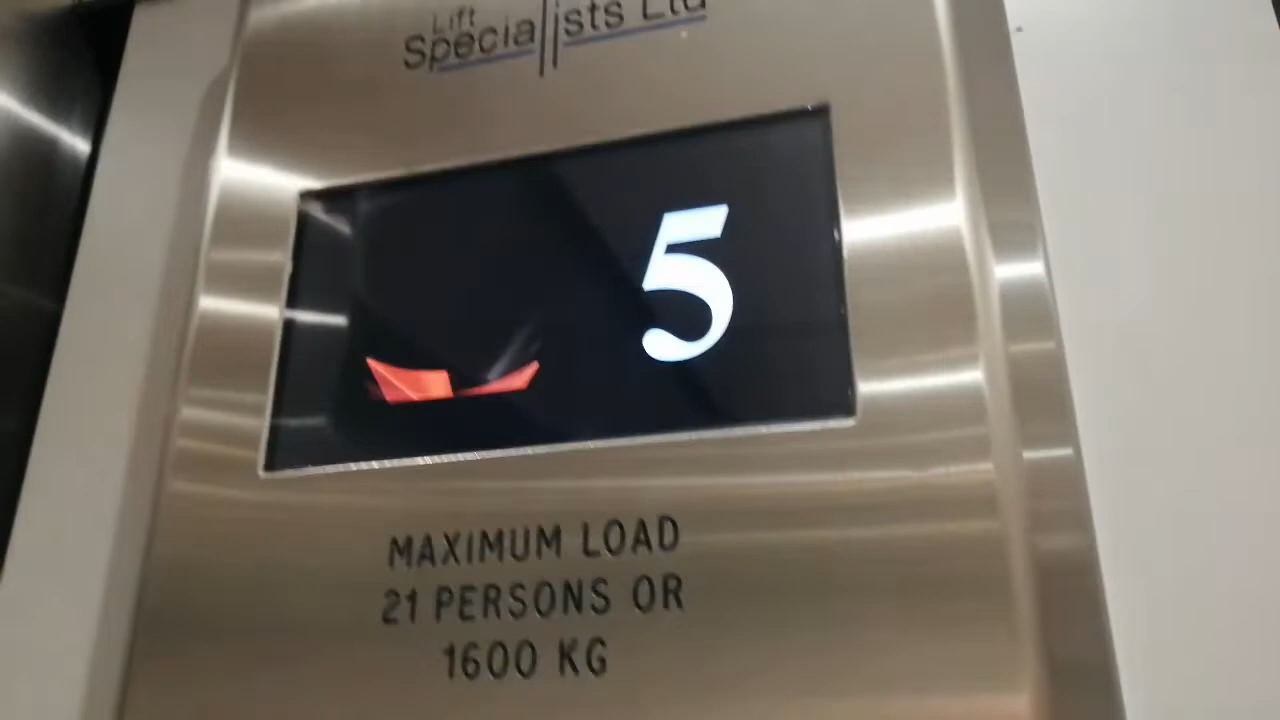 Lift
Specialists Ltd
5
MAXIMUM LOAD
21 PERSONS OR
1600 KG